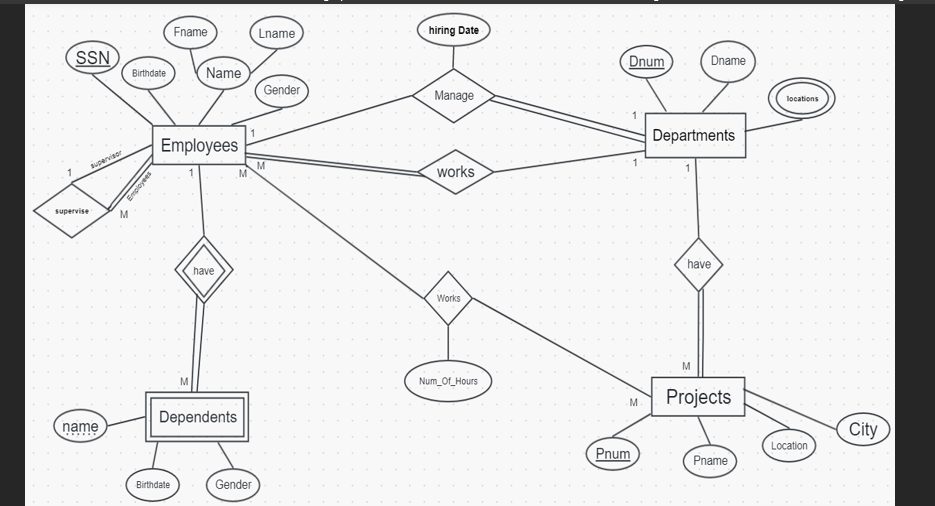 hiring Date
Fname
Lname
SSN
Birthdate
Name
Gender
Dnum
Dname
locations
Manage
1
1
Employees
Departments
supervisor
1
M
M
works
1
1
1
Employees
supervise
M
have
have
Works
M
M
Num_Of_Hours
M
Dependents
Projects
name
City
Pnum
Pname
Location
Birthdate
Gender